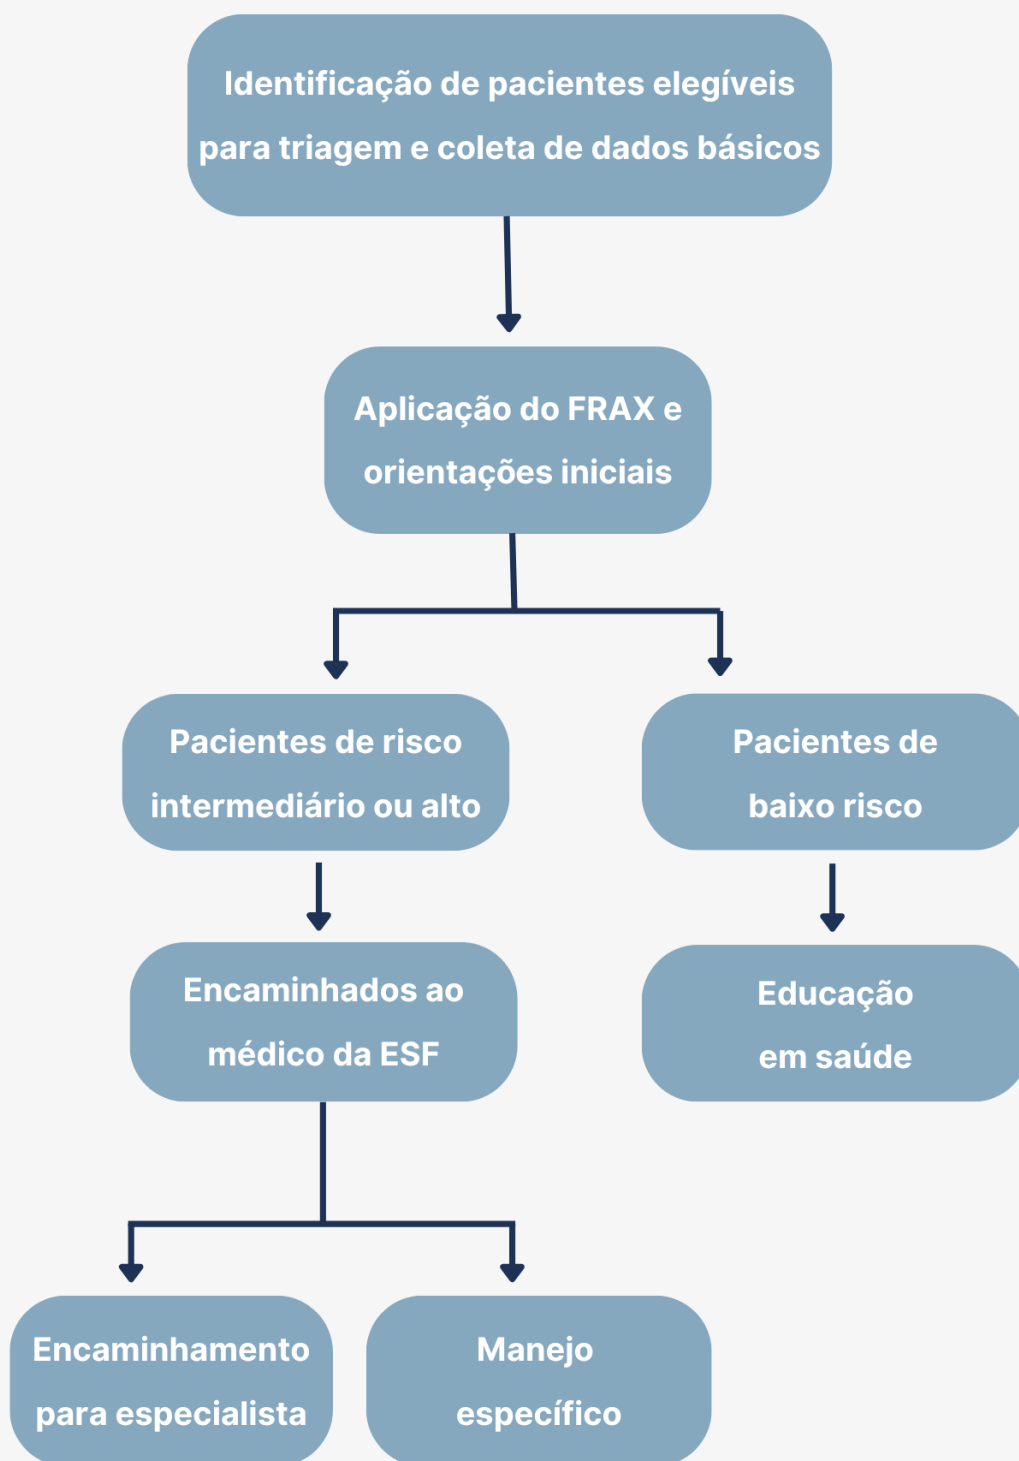 Identificação de pacientes elegíveis
para triagem e coleta de dados básicos
Aplicação do FRAX e
orientações iniciais
Pacientes de risco
intermediário ou alto
Pacientes de
baixo risco
Encaminhados ao
médico da ESF
Educação
em saúde
Encaminhamento
para especialista
Manejo
específico